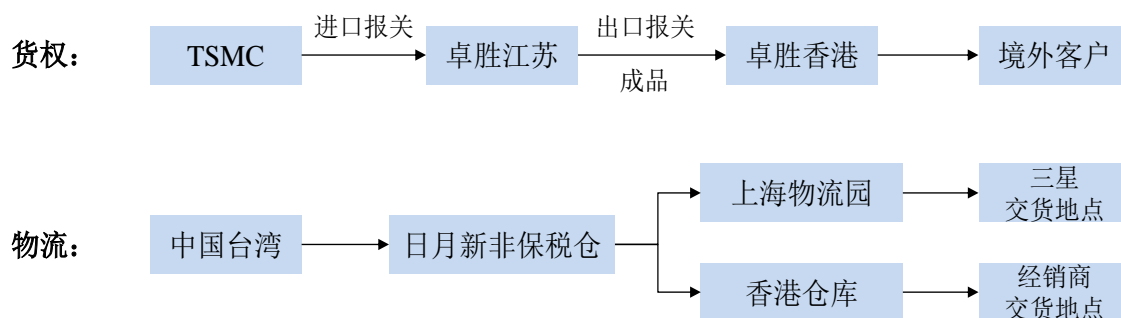 进口报关
出口报关
货权：
TSMC
卓胜江苏
卓胜香港
境外客户
成品
上海物流园
三星
交货地点
物流：
中国台湾
日月新非保税仓
香港仓库
经销商
交货地点